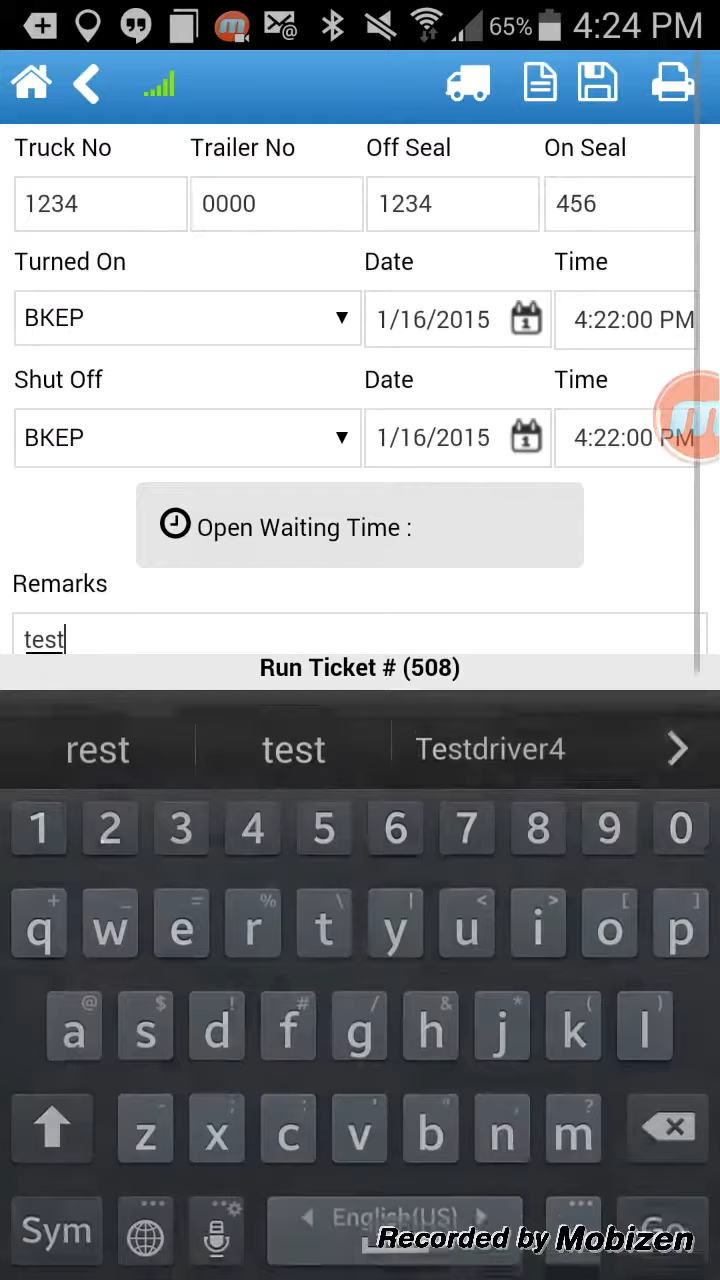 65% 4:24 PM
Truck No Trailer No Off Seal On Seal
1234 0000 1234 456
Turned On Date Time
BKEP 1/16/2015 1 4:22:00 PM
Shut Off Date Time
BKEP 1/16/2015 1 4:22:00 PM
Open Waiting Time :
Remarks
test
Run Ticket # (508)
rest test Testdriver4
1 2 3 4 5 6 7 8 9 0
q w e r t y u i o p
a s d f g h j k l
z x c v b n m
Sym English(US) Go
Recorded by Mobizen